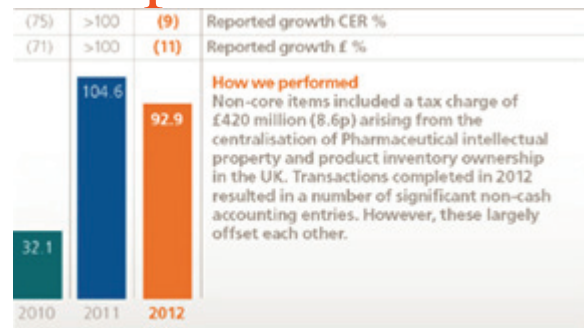 (75) >100 (9) Reported growth CER %
(71) >100 (11) Reported growth £ %
How we performed
Non-core items included a tax charge of
£420 million (8.6p) arising from the
centralisation of Pharmaceutical intellectual
property and product inventory ownership
in the UK. Transactions completed in 2012
resulted in a number of significant non-cash
accounting entries. However, these largely
offset each other.
104.6
92.9
32.1
2010 2011 2012